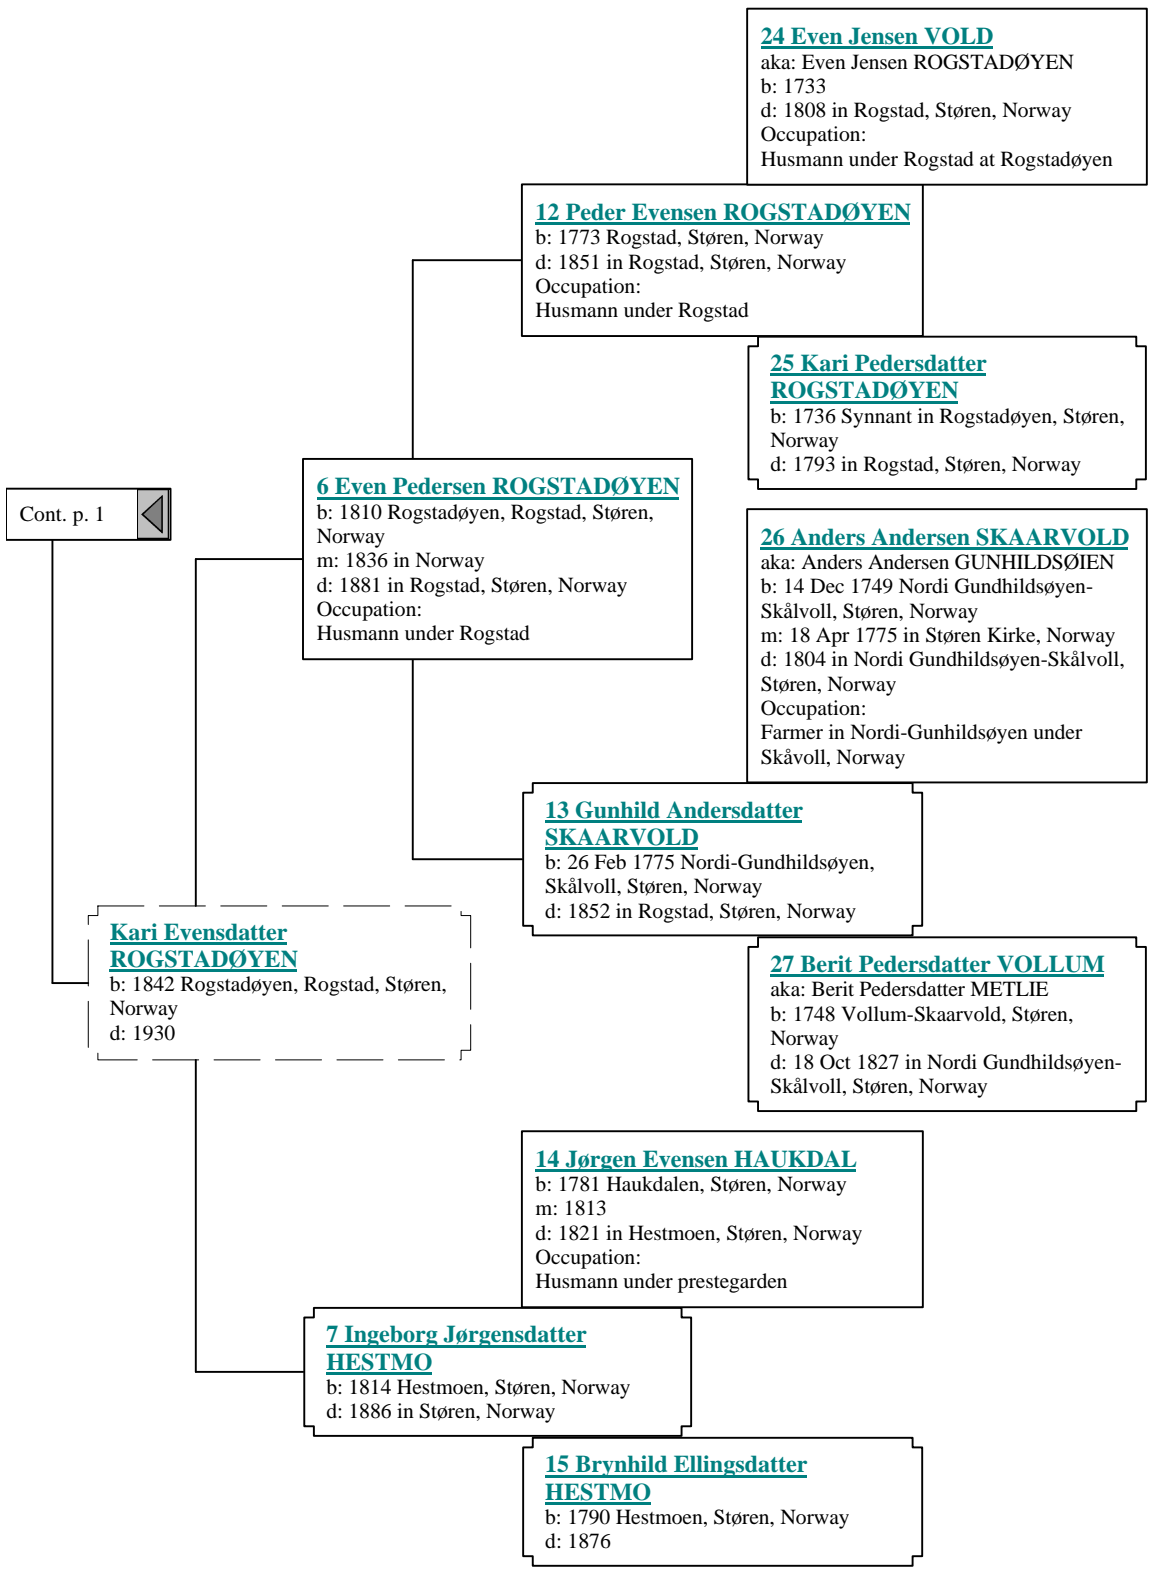 24 Even Jensen VOLD
aka: Even Jensen ROGSTADØYEN
b: 1733
d: 1808 in Rogstad, Støren, Norway
Occupation:
Husmann under Rogstad at Rogstadøyen
12 Peder Evensen ROGSTADØYEN
b: 1773 Rogstad, Støren, Norway
d: 1851 in Rogstad, Støren, Norway
Occupation:
Husmann under Rogstad
25 Kari Pedersdatter
ROGSTADØYEN
b: 1736 Synnant in Rogstadøyen, Støren,
Norway
d: 1793 in Rogstad, Støren, Norway
6 Even Pedersen ROGSTADØYEN
b: 1810 Rogstadøyen, Rogstad, Støren,
Norway
m: 1836 in Norway
d: 1881 in Rogstad, Støren, Norway
Occupation:
Husmann under Rogstad
Cont. p. 1
26 Anders Andersen SKAARVOLD
aka: Anders Andersen GUNHILDSØIEN
b: 14 Dec 1749 Nordi Gundhildsøyen-
Skålvoll, Støren, Norway
m: 18 Apr 1775 in Støren Kirke, Norway
d: 1804 in Nordi Gundhildsøyen-Skålvoll,
Støren, Norway
Occupation:
Farmer in Nordi-Gunhildsøyen under
Skåvoll, Norway
13 Gunhild Andersdatter
SKAARVOLD
b: 26 Feb 1775 Nordi-Gundhildsøyen,
Skålvoll, Støren, Norway
d: 1852 in Rogstad, Støren, Norway
Kari Evensdatter
ROGSTADØYEN
b: 1842 Rogstadøyen, Rogstad, Støren,
Norway
d: 1930
27 Berit Pedersdatter VOLLUM
aka: Berit Pedersdatter METLIE
b: 1748 Vollum-Skaarvold, Støren,
Norway
d: 18 Oct 1827 in Nordi Gundhildsøyen-
Skålvoll, Støren, Norway
14 Jørgen Evensen HAUKDAL
b: 1781 Haukdalen, Støren, Norway
m: 1813
d: 1821 in Hestmoen, Støren, Norway
Occupation:
Husmann under prestegarden
7 Ingeborg Jørgensdatter
HESTMO
b: 1814 Hestmoen, Støren, Norway
d: 1886 in Støren, Norway
15 Brynhild Ellingsdatter
HESTMO
b: 1790 Hestmoen, Støren, Norway
d: 1876